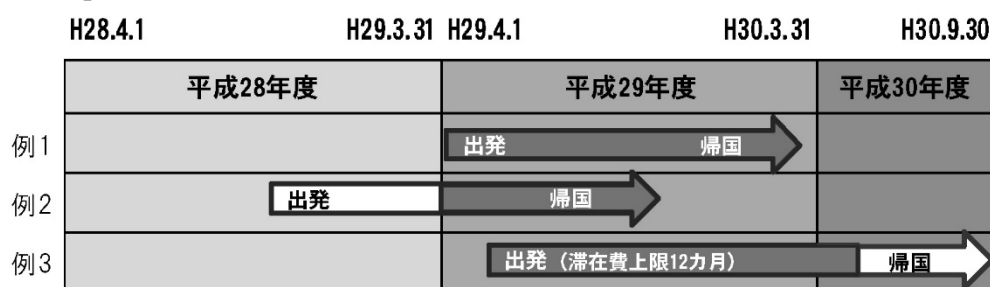 H28.4.1 H29.3.31 H29.4.1 H30.3.31 H30.9.30
平成28年度 平成29年度 平成30年度
例1 出発 帰国
例2 出発 帰国
例3 出発（滞在費上限12カ月） 帰国